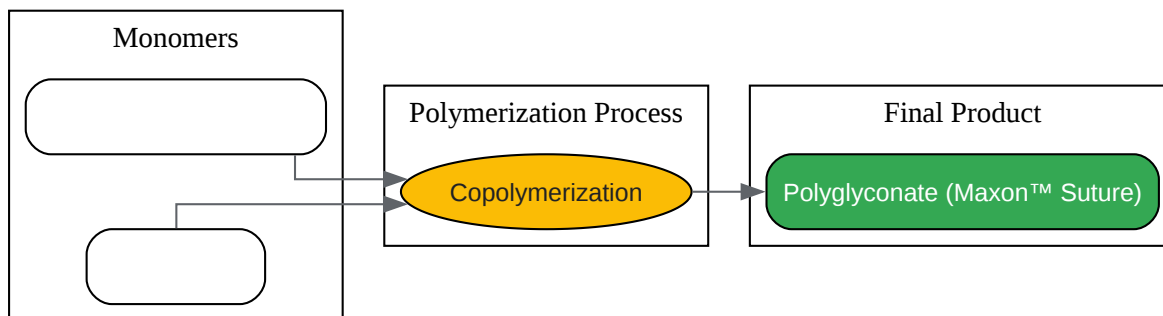 Monomers
Polymerization Process
Final Product
Copolymerization
Polyglyconate (Maxon™ Suture)